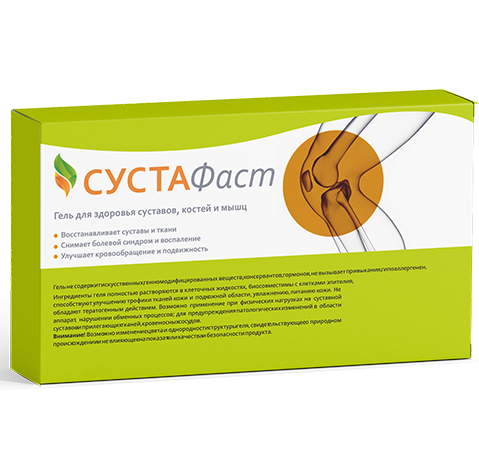 СУСТАФаст
Гель для здоровья суставов, костей и мышц
Восстанавливает суставы и ткани
Снимает болевой синдром и воспаление
Улучшает кровообращение и подвижность
Гель не содержит искусственных генномодифицированных веществ, консервантов, гормонов, не вызывает привыкания, гипоаллергенен.
Ингредиенты геля полностью растворяются в клеточных жидкостях, биосовместимы с клетками эпителия,
способствуют улучшению трофики тканей кожи и подкожной области, увлажнению, питанию кожи. Не
обладают тератогенным действием. Возможно применение при физических нагрузках на суставной
аппарат, нарушении обменных процессов; для предупреждения патологических изменений в области
суставов и прилегающих тканей, кровеносных сосудов.
Внимание! Возможно изменение цвета и однородности структуры геля, свидетельствующее о природном
происхождении и не влияющее на показатели качества и безопасности продукта.